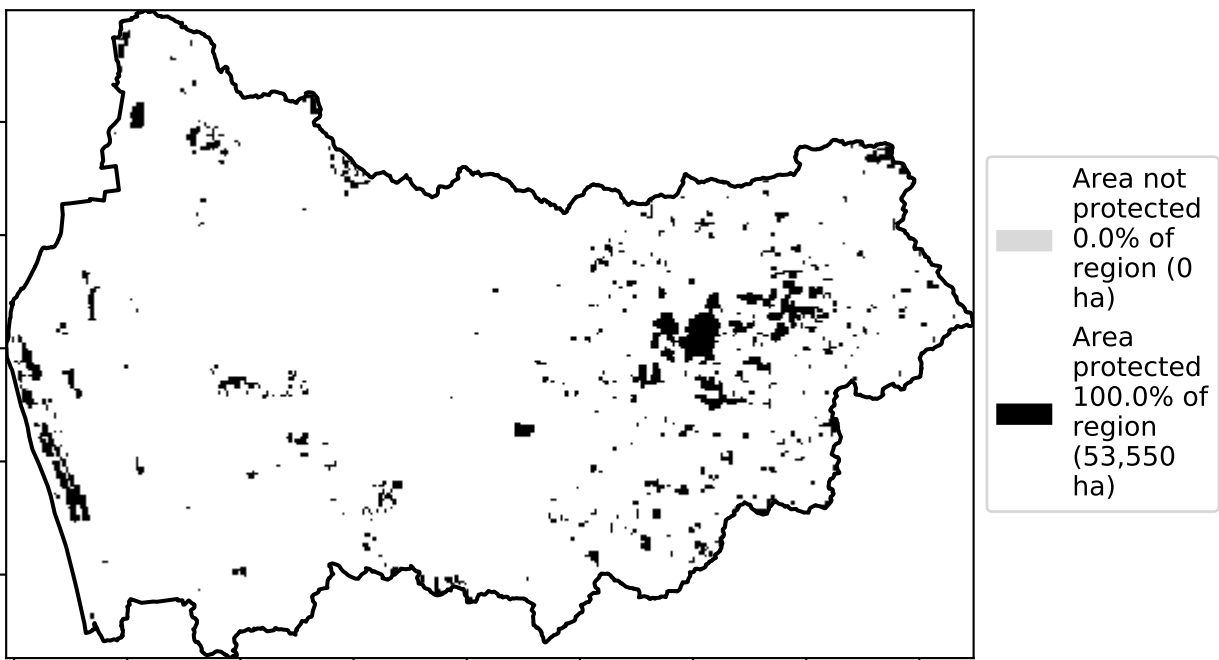 Area not
protected
0.0% of
region (0
ha)
Area
protected
100.0% of
region
(53,550
ha)